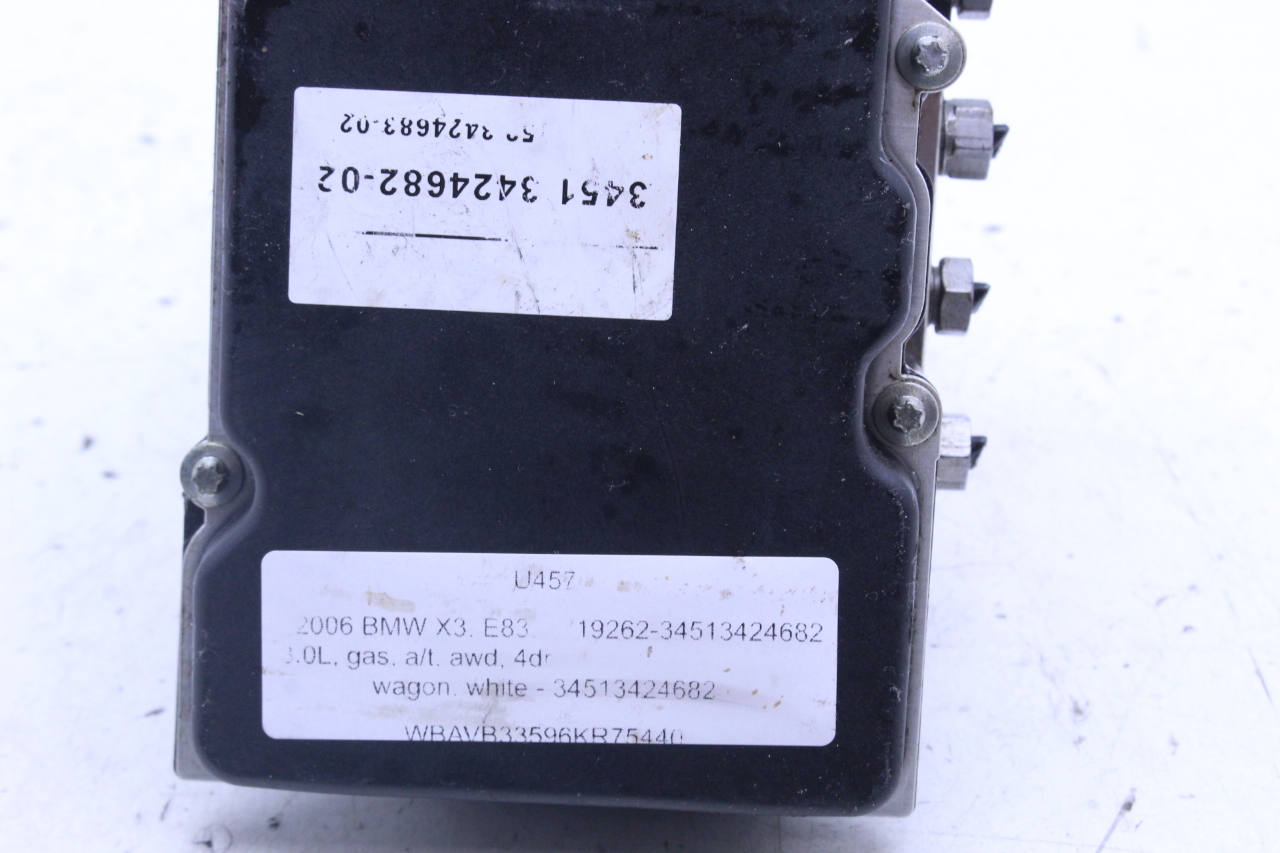 3451 3424682-02
3424683-02
U457
2006 BMW X3, E83, 19262-34513424682
3.0L, gas, a/t, awd, 4dr
wagon, white - 34513424682
WBAVB33596KR75440